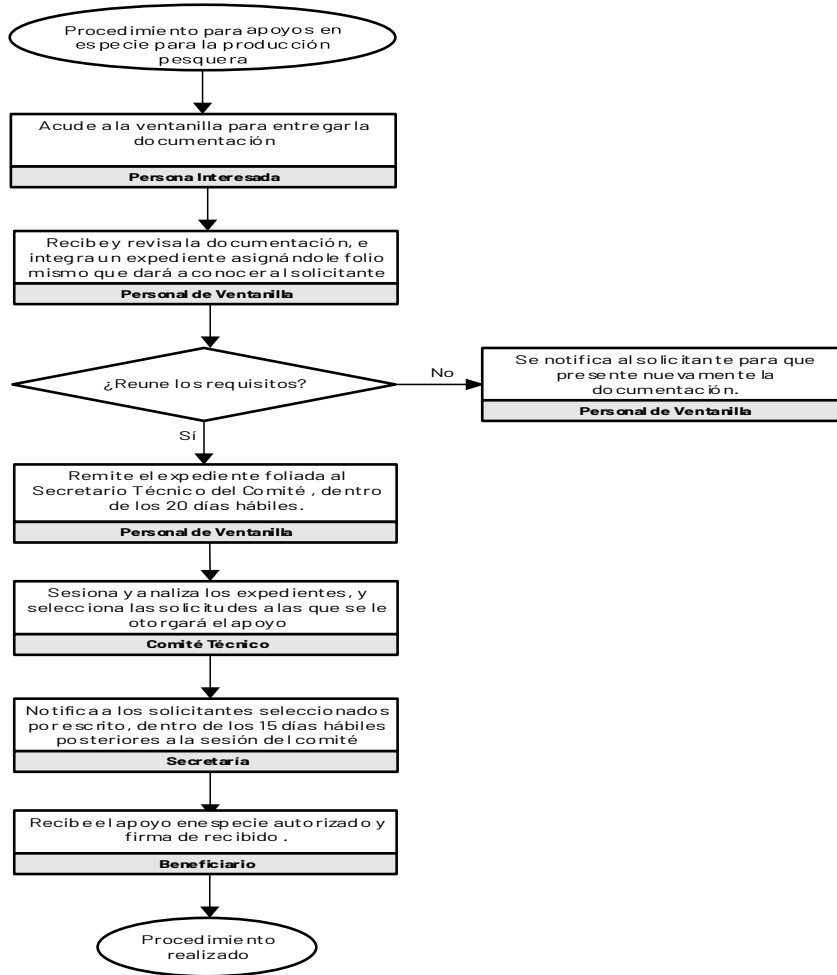 Procedimiento para apoyos en
especie para la producción
pesquera
Acude a la ventanilla para entregar la
documentación
Persona Interesada
Recibe y revisa la documentación, e
integra un expediente asignándole folio
mismo que dará a conocer al solicitante
Personal de Ventanilla
¿Reune los requisitos?
No
Se notifica al solicitante para que
presente nuevamente la
documentación.
Personal de Ventanilla
Sí
Remite el expediente foliada al
Secretario Técnico del Comité, dentro
de los 20 días hábiles.
Personal de Ventanilla
Sesiona y analiza los expedientes, y
selecciona las solicitudes a las que se le
otorgará el apoyo
Comité Técnico
Notifica a los solicitantes seleccionados
por escrito, dentro de los 15 días hábiles
posteriores a la sesión del comité
Secretaría
Recibe el apoyo en especie autorizado y
firma de recibido.
Beneficiario
Procedimiento
realizado